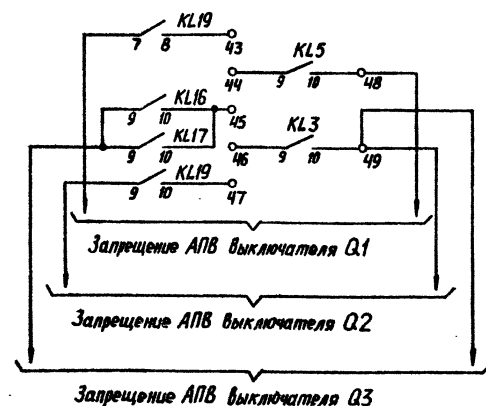 KL19
7 8 43
KL5
44 9 10 48
KL16
9 10 45
KL17 KL3
9 10 46 9 10 49
KL19
9 10 47
Запрещение АПВ выключателя Q1
Запрещение АПВ выключателя Q2
Запрещение АПВ выключателя Q3